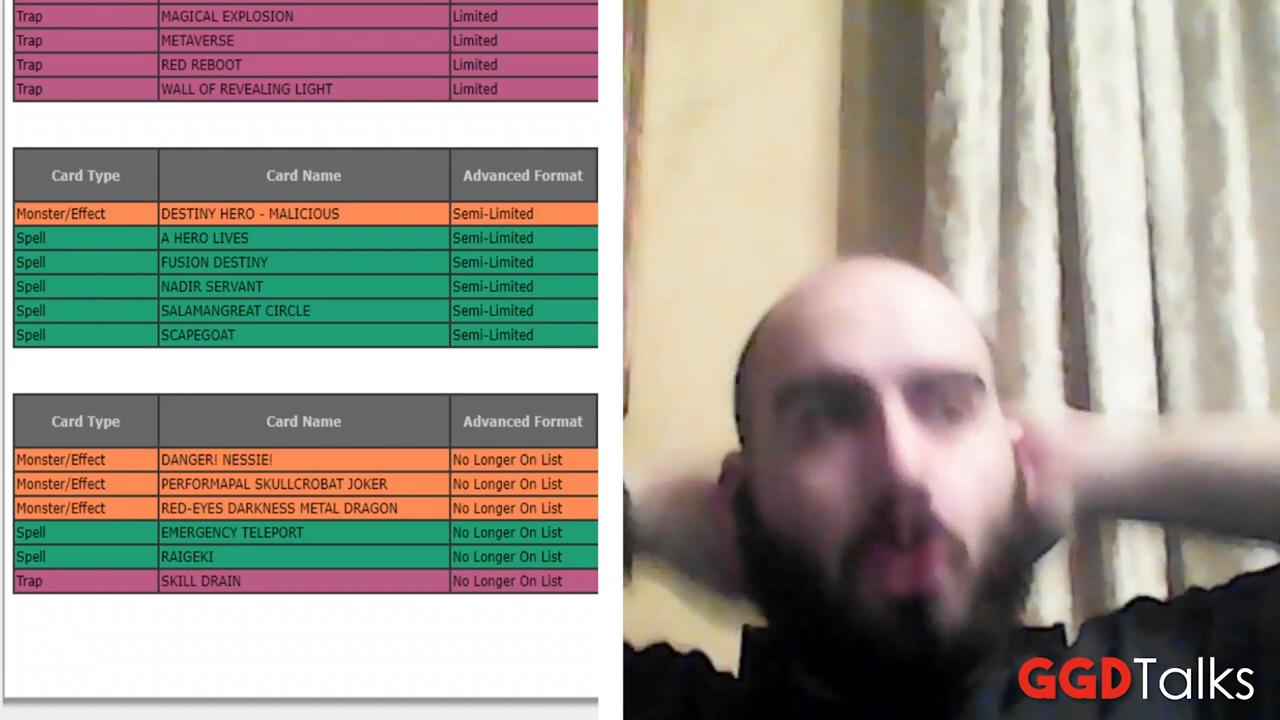 Trap MAGICAL EXPLOSION Limited
Trap METAVERSE Limited
Trap RED REBOOT Limited
Trap WALL OF REVEALING LIGHT Limited
Card Type Card Name Advanced Format
Monster/Effect DESTINY HERO - MALICIOUS Semi-Limited
Spell A HERO LIVES Semi-Limited
Spell FUSION DESTINY Semi-Limited
Spell NADIR SERVANT Semi-Limited
Spell SALAMANGREAT CIRCLE Semi-Limited
Spell SCAPEGOAT Semi-Limited
Card Type Card Name Advanced Format
Monster/Effect DANGER! NESSIE! No Longer On List
Monster/Effect PERFORMAPAL SKULLCROBAT JOKER No Longer On List
Monster/Effect RED-EYES DARKNESS METAL DRAGON No Longer On List
Spell EMERGENCY TELEPORT No Longer On List
Spell RAIGEKI No Longer On List
Trap SKILL DRAIN No Longer On List
GGDTalks